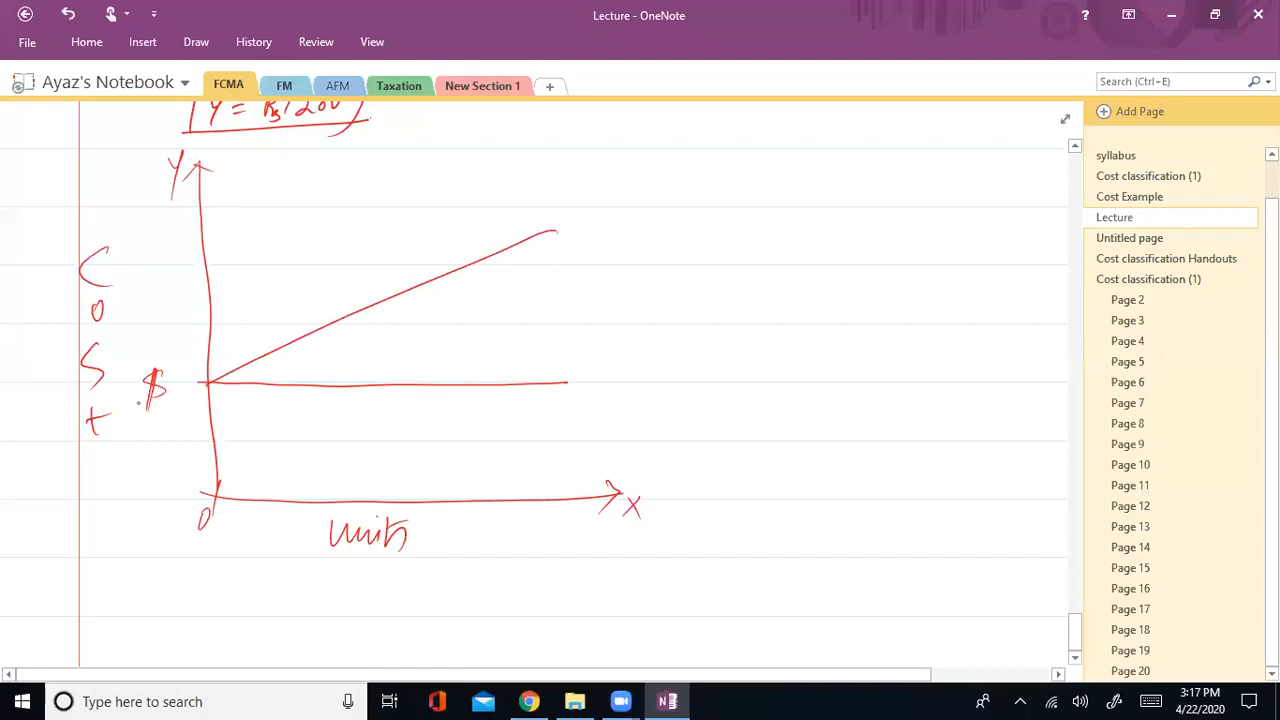 Lecture - OneNote
?
File Home Insert Draw History Review View
Ayaz's Notebook FCMA FM AFM Taxation New Section 1 +
Search (Ctrl+E)
Add Page
syllabus
Cost classification (1)
Cost Example
Lecture
Untitled page
Cost classification Handouts
Cost classification (1)
Page 2
Page 3
Page 4
Page 5
Page 6
Page 7
Page 8
Page 9
Page 10
Page 11
Page 12
Page 13
Page 14
Page 15
Page 16
Page 17
Page 18
Page 19
Page 20
Y =
Y
Cost
$
0
Units
X
Type here to search
3:17 PM
4/22/2020